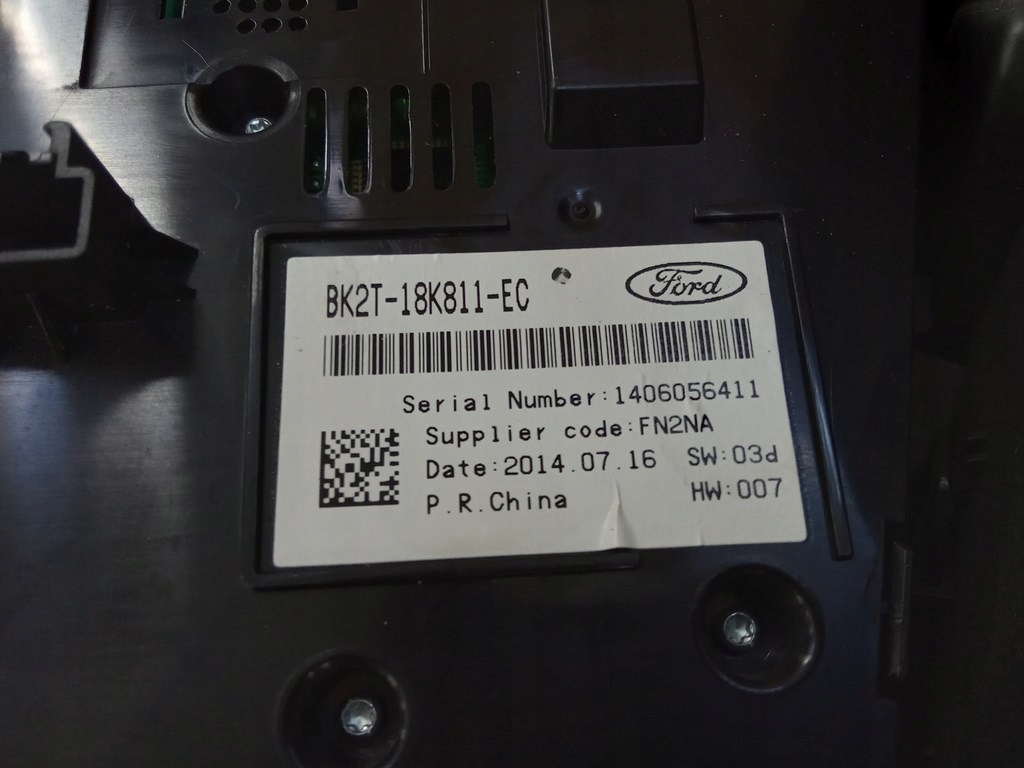 BK2T-18K811-EC
Ford
Serial Number:1406056411
Supplier code:FN2NA
Date:2014.07.16 SW:03d
P.R.China HW:007